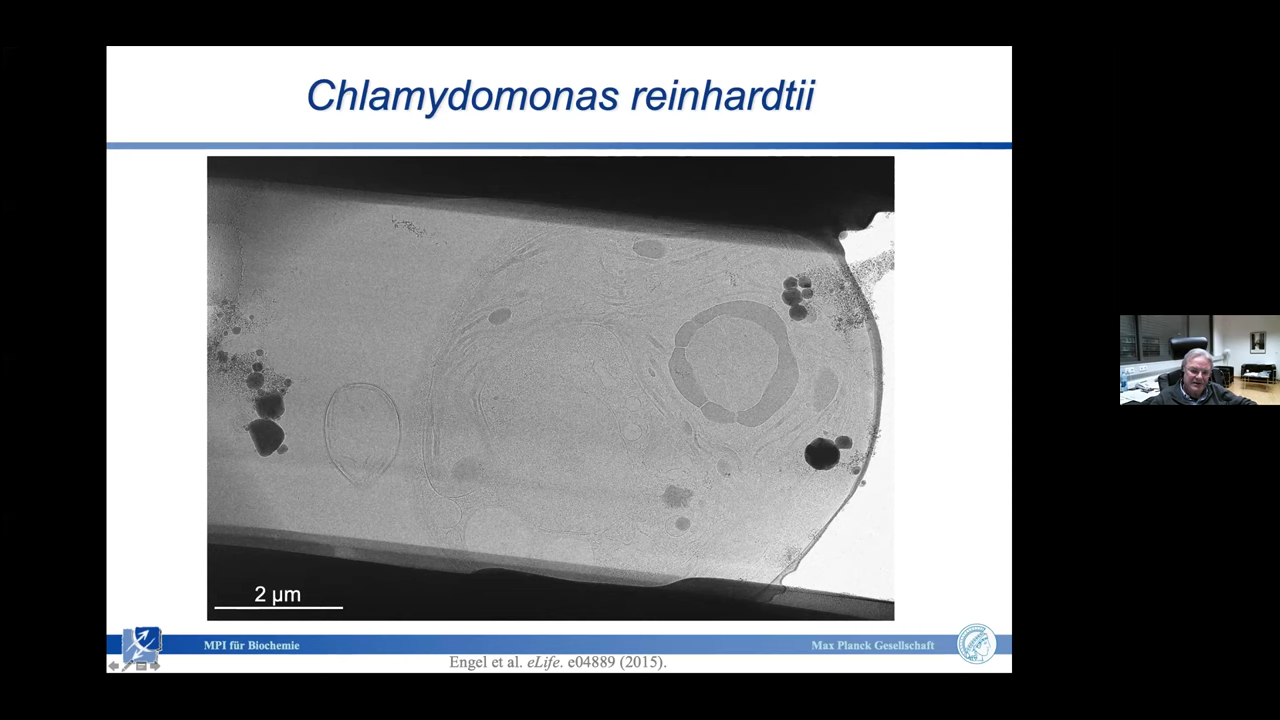 Chlamydomonas reinhardtii
2 µm
MPI für Biochemie
Max Planck Gesellschaft
Engel et al. eLife. e04889 (2015).